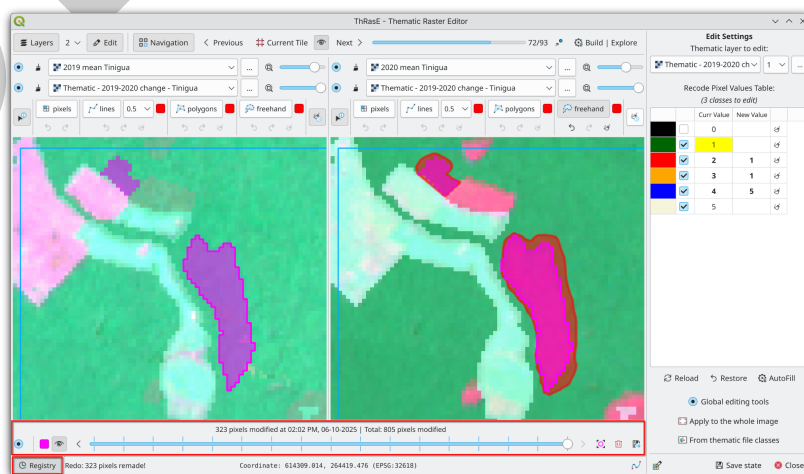 ThRasE - Thematic Raster Editor
Layers 2 Edit Navigation Previous Current Tile Next 72/93 Build | Explore
2019 mean Tinigua ...
Thematic - 2019-2020 change - Tinigua ...
pixels lines 0.5 polygons freehand
2020 mean Tinigua ...
Thematic - 2019-2020 change - Tinigua ...
pixels lines 0.5 polygons freehand
Edit Settings
Thematic layer to edit:
Thematic - 2019-2020 ch 1 ...
Recode Pixel Values Table:
(3 classes to edit)
Curr Value New Value
0
1
2 1
3 1
4 5
5
Reload Restore AutoFill
Global editing tools
Apply to the whole image
From thematic file classes
323 pixels modified at 02:02 PM, 06-10-2025 | Total: 805 pixels modified
Registry Redo: 323 pixels remade! Coordinate: 614309.014, 264419.476 (EPSG:32618)
Save state Close